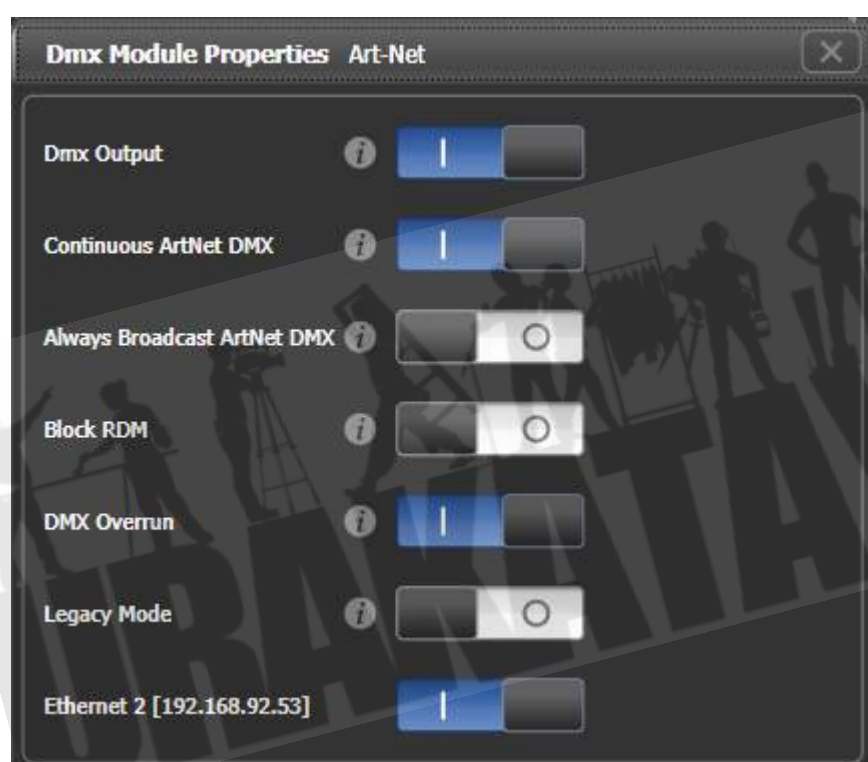 Dmx Module Properties Art-Net
Dmx Output
Continuous ArtNet DMX
Always Broadcast ArtNet DMX
Block RDM
DMX Overrun
Legacy Mode
Ethernet 2 [192.168.92.53]